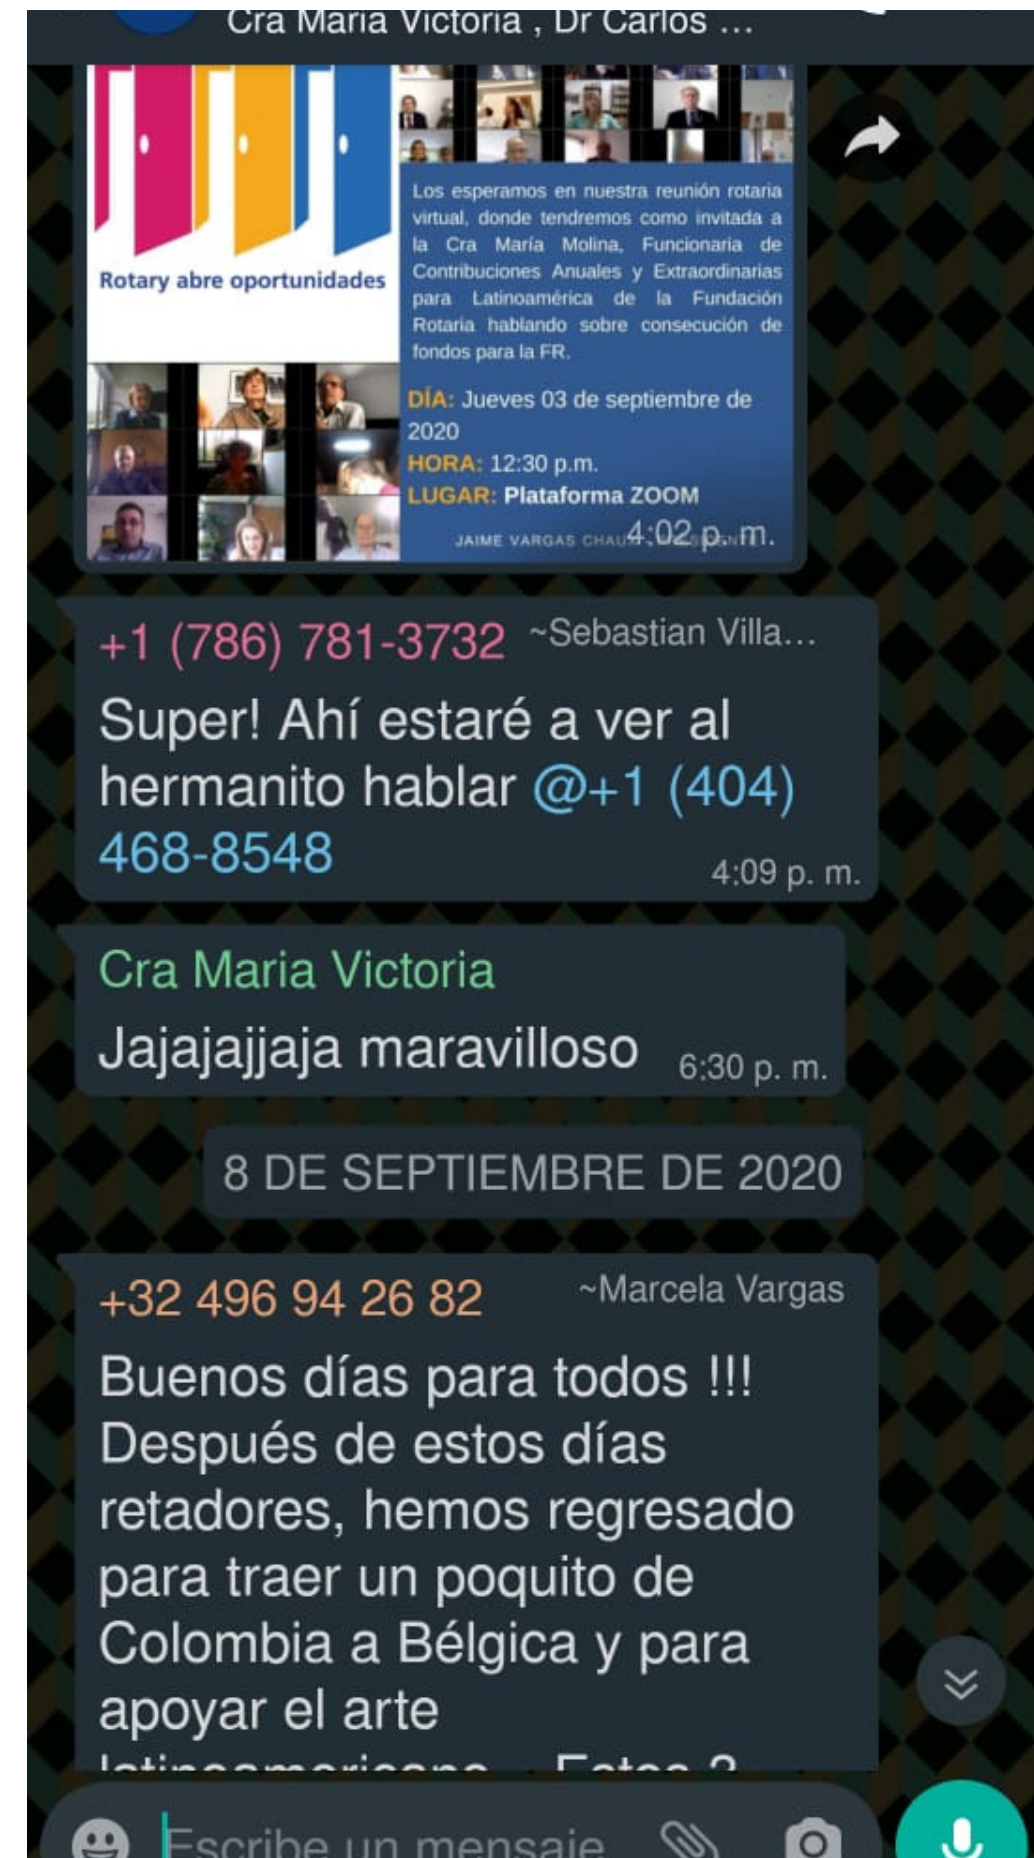 Cra Maria Victoria , Dr Carlos ...
Rotary abre oportunidades
Los esperamos en nuestra reunión rotaria
virtual, donde tendremos como invitada a
la Cra María Molina, Funcionaria de
Contribuciones Anuales y Extraordinarias
para Latinoamérica de la Fundación
Rotaria hablando sobre consecución de
fondos para la FR.
DÍA: Jueves 03 de septiembre de
2020
HORA: 12:30 p.m.
LUGAR: Plataforma ZOOM
JAIME VARGAS
4:02 p. m.
+1 (786) 781-3732 ~Sebastian Villa...
Super! Ahí estaré a ver al
hermanito hablar @+1 (404)
468-8548
4:09 p. m.
Cra Maria Victoria
Jajajajjaja maravilloso 6:30 p. m.
8 DE SEPTIEMBRE DE 2020
+32 496 94 26 82 ~Marcela Vargas
Buenos días para todos !!!
Después de estos días
retadores, hemos regresado
para traer un poquito de
Colombia a Bélgica y para
apoyar el arte
Escribe un mensaje